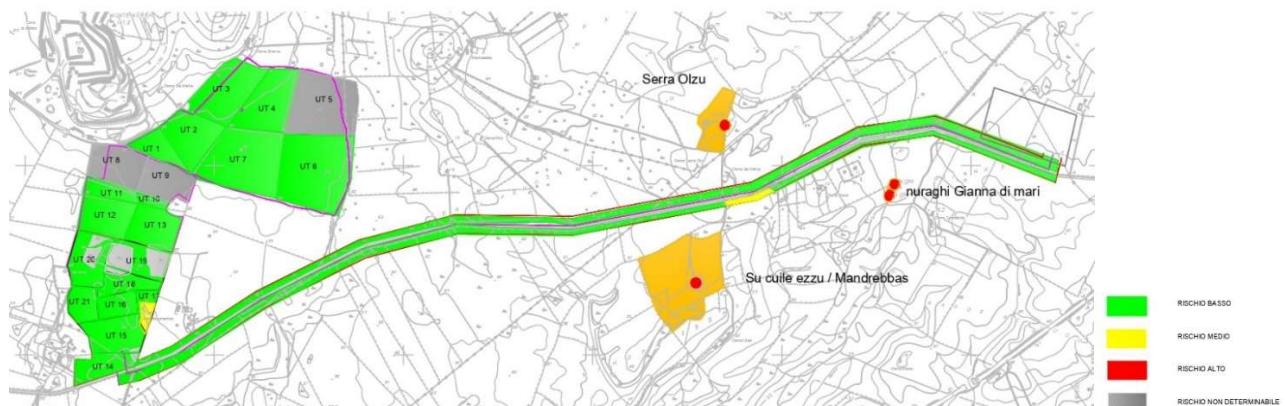 Serra Olzu
UT 3
UT 4
UT 5
UT 2
UT 1
UT 7
UT 6
UT 8
UT 9
UT 11
UT 10
UT 12
UT 13
nuraghi Gianna di mari
UT 20
UT 19
Su cuile ezzu / Mandrebbas
UT 18
UT 21
UT 16
UT 17
UT 15
UT 14
RISCHIO BASSO
RISCHIO MEDIO
RISCHIO ALTO
RISCHIO NON DETERMINABILE